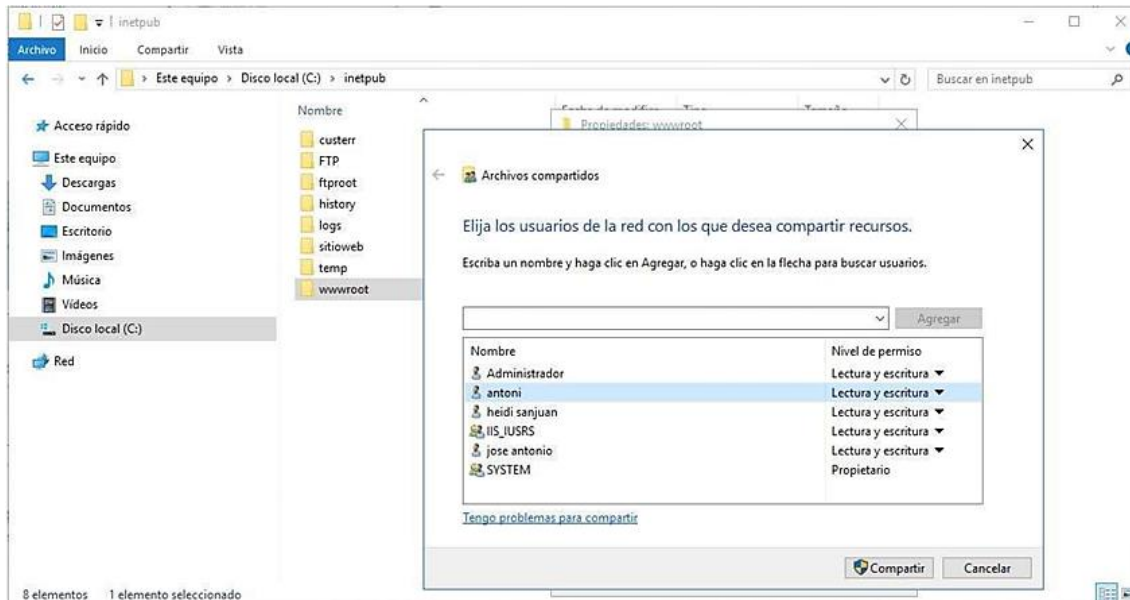 inetpub
Archivo Inicio Compartir Vista
Este equipo > Disco local (C:) > inetpub
Buscar en inetpub
Acceso rápido
Este equipo
Descargas
Documentos
Escritorio
Imágenes
Música
Vídeos
Disco local (C:)
Red
Nombre
custerr
FTP
ftproot
history
logs
sitioweb
temp
wwwroot
Propiedades: wwwroot
Archivos compartidos
Elija los usuarios de la red con los que desea compartir recursos.
Escriba un nombre y haga clic en Agregar, o haga clic en la flecha para buscar usuarios.
Agregar
Nombre Nivel de permiso
Administrador Lectura y escritura
antoni Lectura y escritura
heidi sanjuan Lectura y escritura
IIS_IUSRS Lectura y escritura
jose antonio Lectura y escritura
SYSTEM Propietario
Tengo problemas para compartir
Compartir Cancelar
8 elementos 1 elemento seleccionado